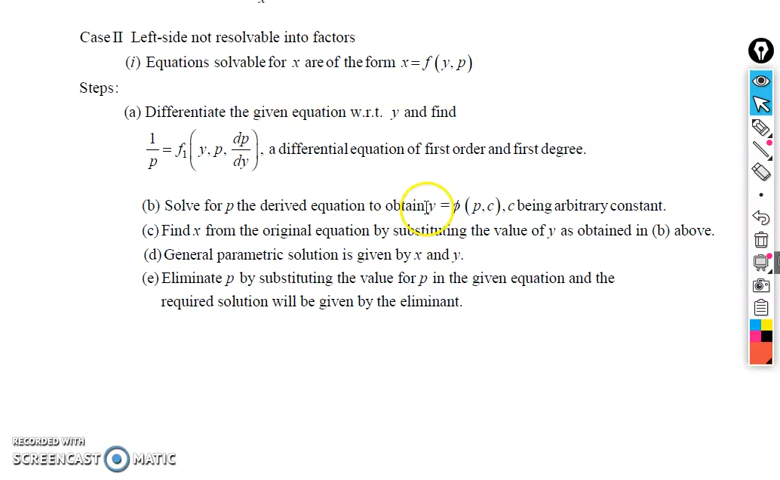 Case II Left-side not resolvable into factors
(i) Equations solvable for x are of the form x = f(y, p)
Steps:
(a) Differentiate the given equation w.r.t. y and find
1/p = f₁(y, p, dp/dy), a differential equation of first order and first degree.
(b) Solve for p the derived equation to obtain y = ϕ(p, c), c being arbitrary constant.
(c) Find x from the original equation by substituting the value of y as obtained in (b) above.
(d) General parametric solution is given by x and y.
(e) Eliminate p by substituting the value for p in the given equation and the
required solution will be given by the eliminant.
RECORDED WITH
SCREENCAST MATIC